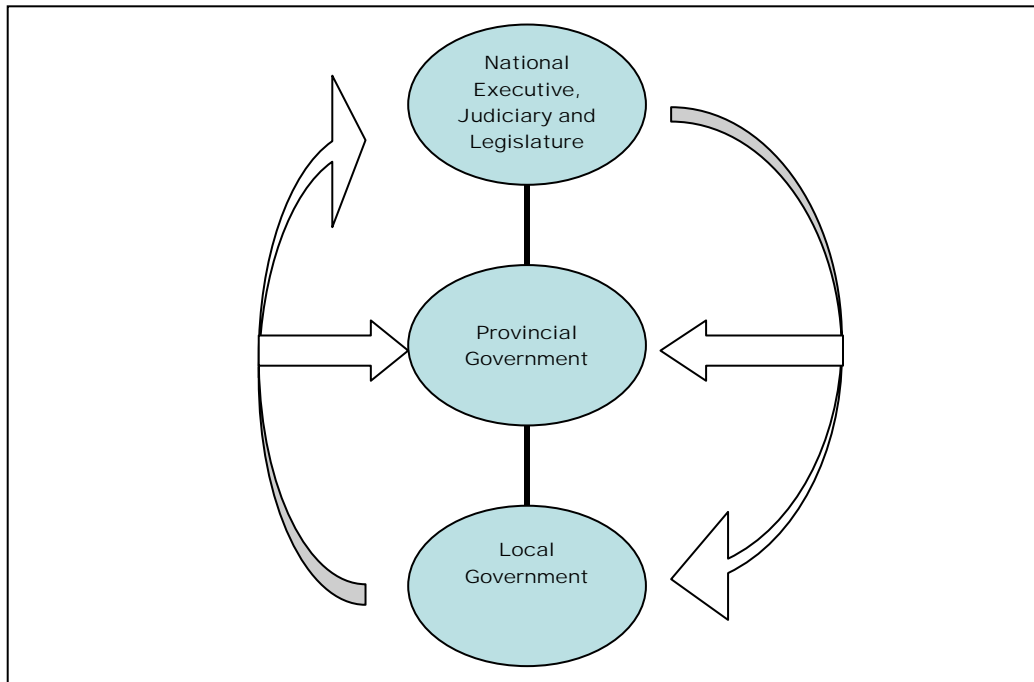 National
Executive,
Judiciary and
Legislature
Provincial
Government
Local
Government